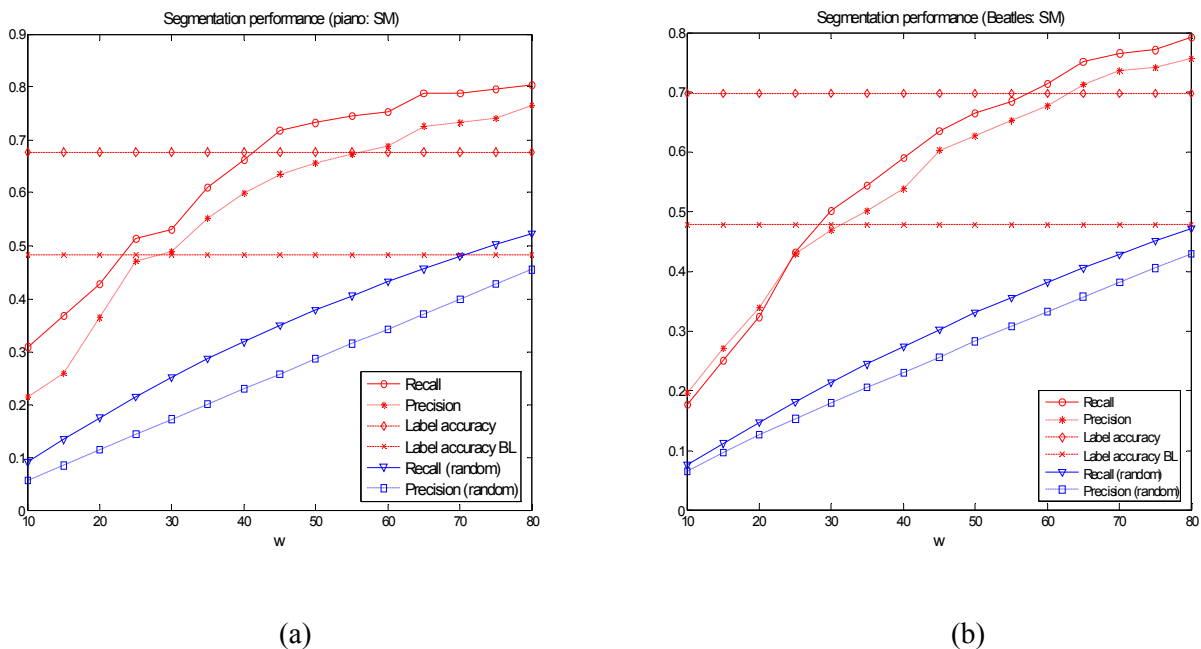 Segmentation performance (piano: SM)
0.9
0.8
0.7
0.6
0.5
0.4
0.3
0.2
0.1
0
10 20 30 40 50 60 70 80
w
Recall
Precision
Label accuracy
Label accuracy BL
Recall (random)
Precision (random)
(a)
Segmentation performance (Beatles: SM)
0.8
0.7
0.6
0.5
0.4
0.3
0.2
0.1
0
10 20 30 40 50 60 70 80
w
Recall
Precision
Label accuracy
Label accuracy BL
Recall (random)
Precision (random)
(b)